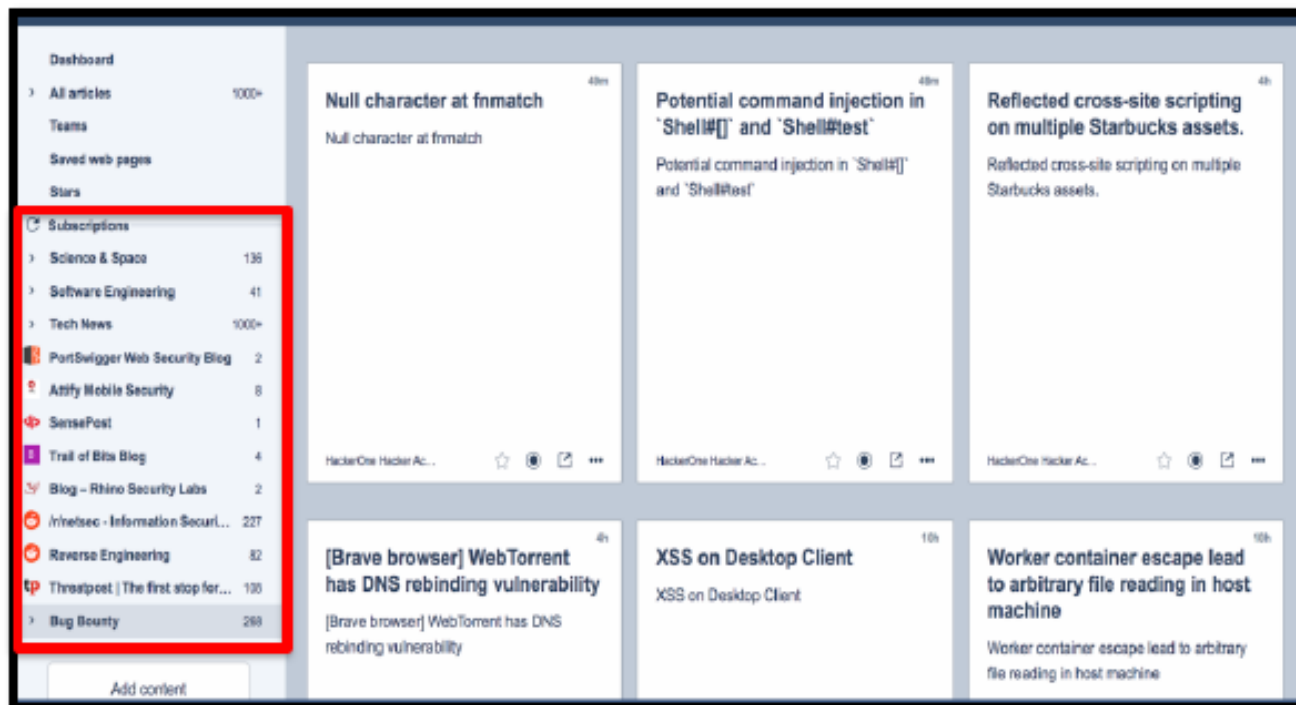 Dashboard
All articles 1000+
Teams
Saved web pages
Stars
Subscriptions
Science & Space 136
Software Engineering 41
Tech News 1000+
PortSwigger Web Security Blog 2
Attify Mobile Security 8
SensePost 1
Trail of Bits Blog 4
Blog – Rhino Security Labs 2
/r/netsec - Information Securi... 227
Reverse Engineering 82
Threatpost | The first stop for...
Bug Bounty 268
Add content
Null character at fnmatch
Null character at fnmatch
HackerOne Hacker Ac...
Potential command injection in
`Shell#[]` and `Shell#test`
Potential command injection in `Shell#[]`
and `Shell#test`
HackerOne Hacker Ac...
4h
Reflected cross-site scripting
on multiple Starbucks assets.
Reflected cross-site scripting on multiple
Starbucks assets.
HackerOne Hacker Ac...
4h
[Brave browser] WebTorrent
has DNS rebinding vulnerability
[Brave browser] WebTorrent has DNS
rebinding vulnerability
10h
XSS on Desktop Client
XSS on Desktop Client
10h
Worker container escape lead
to arbitrary file reading in host
machine
Worker container escape lead to arbitrary
file reading in host machine